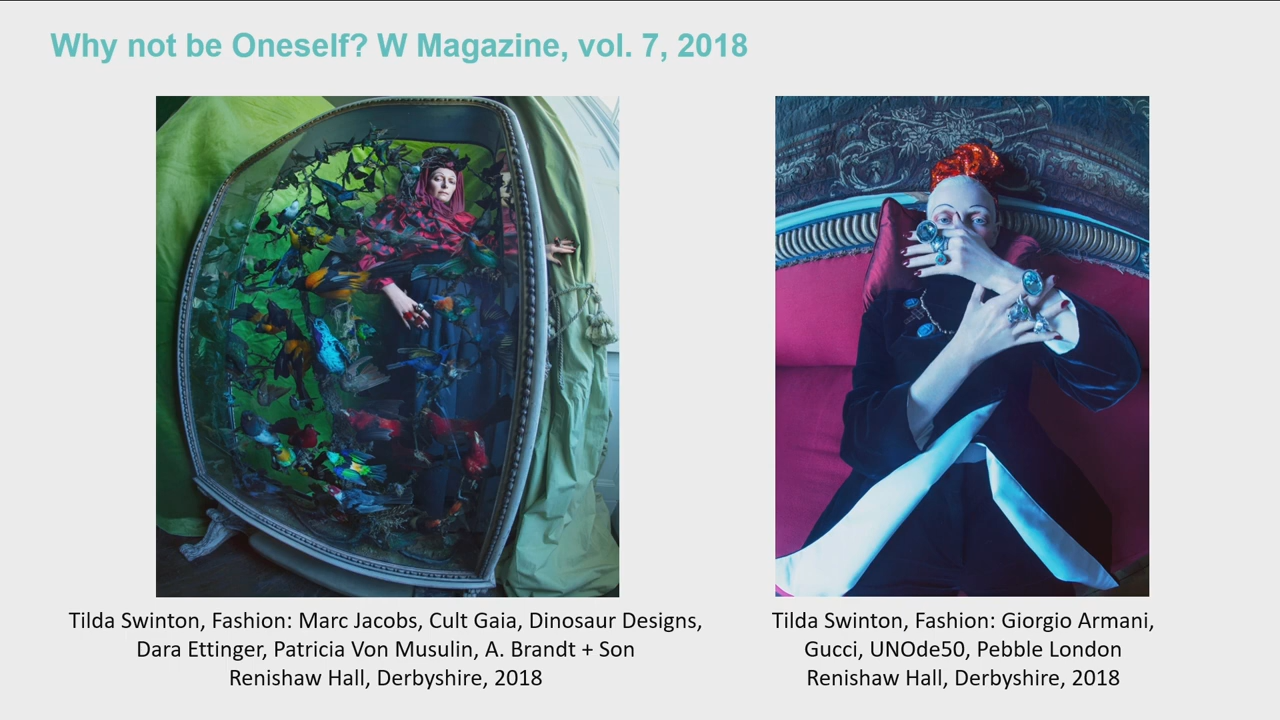 Why not be Oneself? W Magazine, vol. 7, 2018
Tilda Swinton, Fashion: Marc Jacobs, Cult Gaia, Dinosaur Designs,
Dara Ettinger, Patricia Von Musulin, A. Brandt + Son
Renishaw Hall, Derbyshire, 2018
Tilda Swinton, Fashion: Giorgio Armani,
Gucci, UNOde50, Pebble London
Renishaw Hall, Derbyshire, 2018